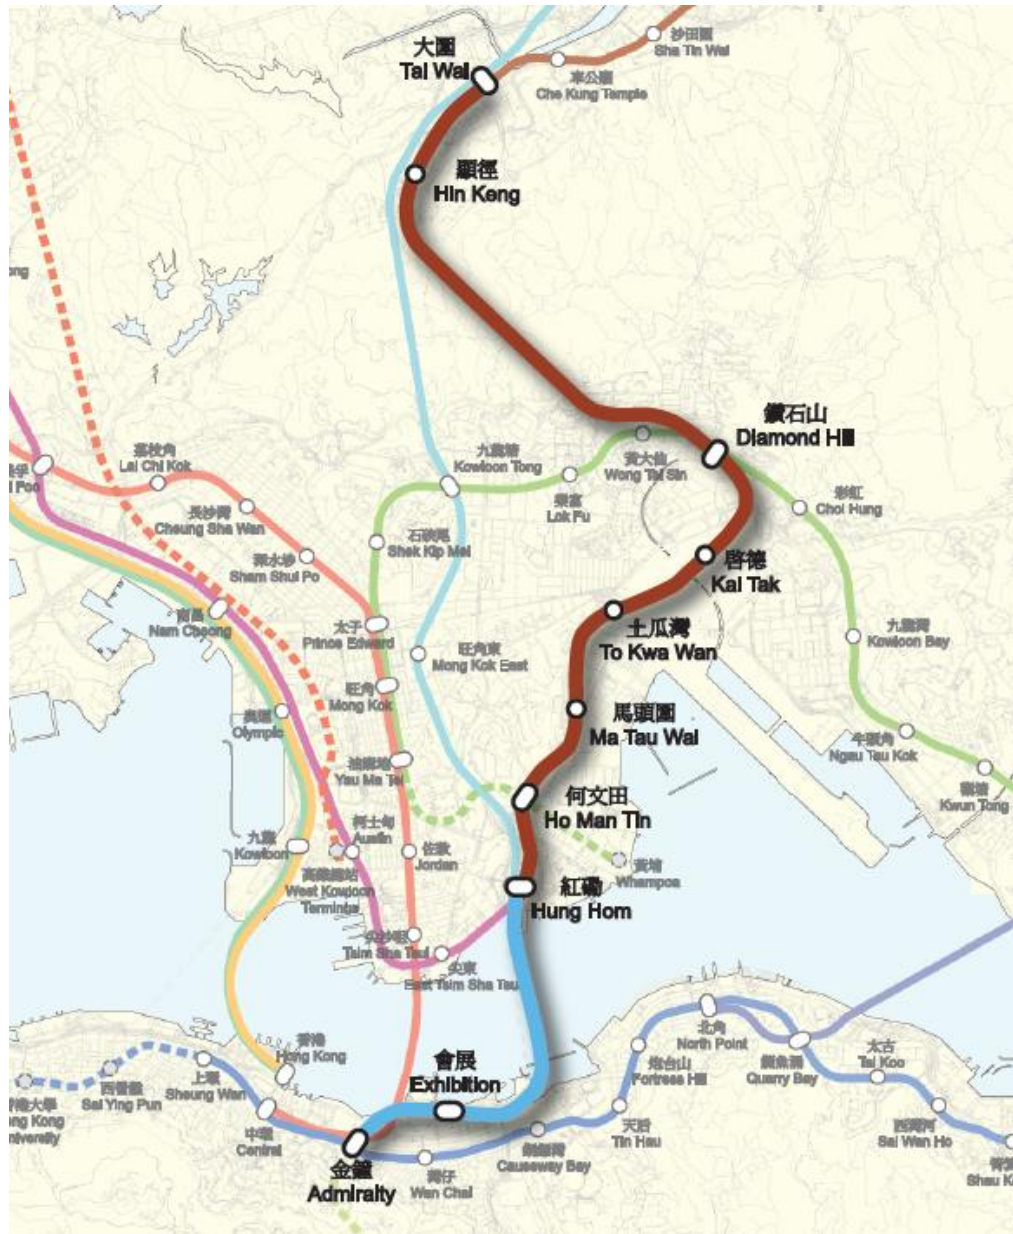 大圍
Tai Wai
沙田圍
Sha Tin Wai
車公廟
Che Kung Temple
顯徑
Hin Keng
鑽石山
Diamond Hill
黃大仙
Wong Tai Sin
九龍塘
Kowloon Tong
樂富
Lok Fu
彩虹
Choi Hung
荔枝角
Lai Chi Kok
長沙灣
Cheung Sha Wan
深水埗
Sham Shui Po
石硤尾
Shek Kip Mei
啓德
Kai Tak
土瓜灣
To Kwa Wan
九龍灣
Kowloon Bay
南昌
Nam Cheong
太子
Prince Edward
旺角東
Mong Kok East
旺角
Mong Kok
馬頭圍
Ma Tau Wai
奧運
Olympic
牛頭角
Ngau Tau Kok
油麻地
Yau Ma Tei
觀塘
Kwun Tong
何文田
Ho Man Tin
柯士甸
Austin
九龍
Kowloon
佐敦
Jordan
黃埔
Whampoa
高鐵總站
West Kowloon
Terminus
紅磡
Hung Hom
尖沙咀
Tsim Sha Tsui
尖東
East Tsim Sha Tsui
香港
Hong Kong
北角
North Point
會展
Exhibition
炮台山
Fortress Hill
鰂魚涌
Quarry Bay
太古
Tai Koo
西營盤
Sai Ying Pun
上環
Sheung Wan
中環
Central
天后
Tin Hau
銅鑼灣
Causeway Bay
西灣河
Sai Wan Ho
金鐘
Admiralty
灣仔
Wan Chai